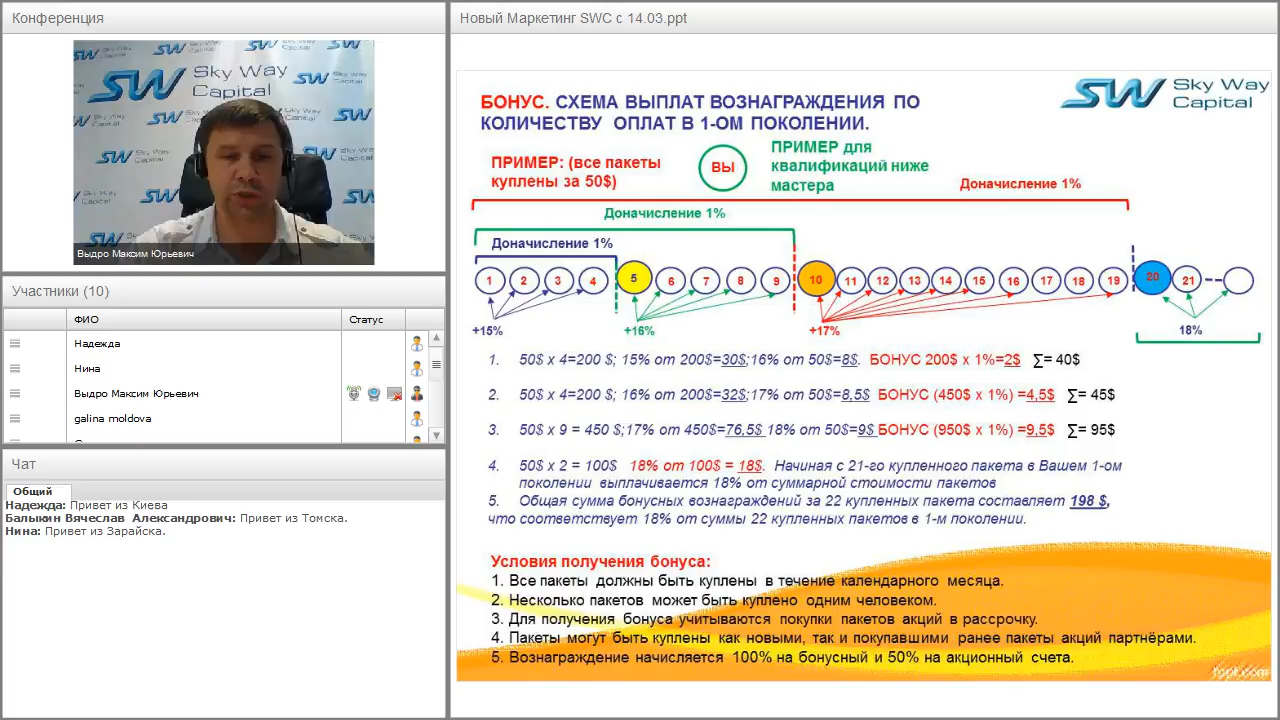 Конференция
Sky Way
Capital
Выдро Максим Юрьевич
Участники (10)
ФИО
Статус
Надежда
Нина
Выдро Максим Юрьевич
galina moldova
Чат
Общий
Надежда: Привет из Киева
Балыкин Вячеслав Александрович: Привет из Томска.
Нина: Привет из Зарайска.
Новый Маркетинг SWC с 14.03.ppt
SW Sky Way
Capital
БОНУС. СХЕМА ВЫПЛАТ ВОЗНАГРАЖДЕНИЯ ПО
КОЛИЧЕСТВУ ОПЛАТ В 1-ОМ ПОКОЛЕНИИ.
ПРИМЕР: (все пакеты
куплены за 50$)
ВЫ
ПРИМЕР для
квалификаций ниже
мастера
Доначисление 1%
Доначисление 1%
Доначисление 1%
1 2 3 4 5 6 7 8 9 10 11 12 13 14 15 16 17 18 19 20 21
+15% +16% +17% 18%
1. 50$ x 4=200 $; 15% от 200$=30$;16% от 50$=8$. БОНУС 200$ x 1%=2$ ∑= 40$
2. 50$ x 4=200 $; 16% от 200$=32$;17% от 50$=8,5$ БОНУС (450$ x 1%) =4,5$ ∑= 45$
3. 50$ x 9 = 450 $;17% от 450$=76,5$ 18% от 50$=9$ БОНУС (950$ x 1%) =9,5$ ∑= 95$
4. 50$ x 2 = 100$ 18% от 100$ = 18$. Начиная с 21-го купленного пакета в Вашем 1-ом
поколении выплачивается 18% от суммарной стоимости пакетов
5. Общая сумма бонусных вознаграждений за 22 купленных пакета составляет 198 $,
что соответствует 18% от суммы 22 купленных пакетов в 1-м поколении.
Условия получения бонуса:
1. Все пакеты должны быть куплены в течение календарного месяца.
2. Несколько пакетов может быть куплено одним человеком.
3. Для получения бонуса учитываются покупки пакетов акций в рассрочку.
4. Пакеты могут быть куплены как новыми, так и покупавшими ранее пакеты акций партнёрами.
5. Вознаграждение начисляется 100% на бонусный и 50% на акционный счета.
fppt.com